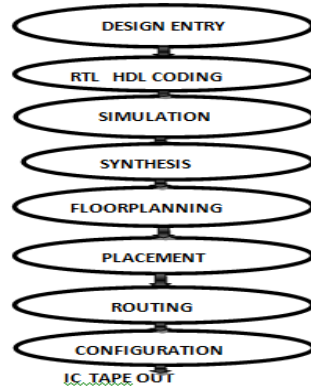 DESIGN ENTRY
RTL HDL CODING
SIMULATION
SYNTHESIS
FLOORPLANNING
PLACEMENT
ROUTING
CONFIGURATION
IC TAPE OUT